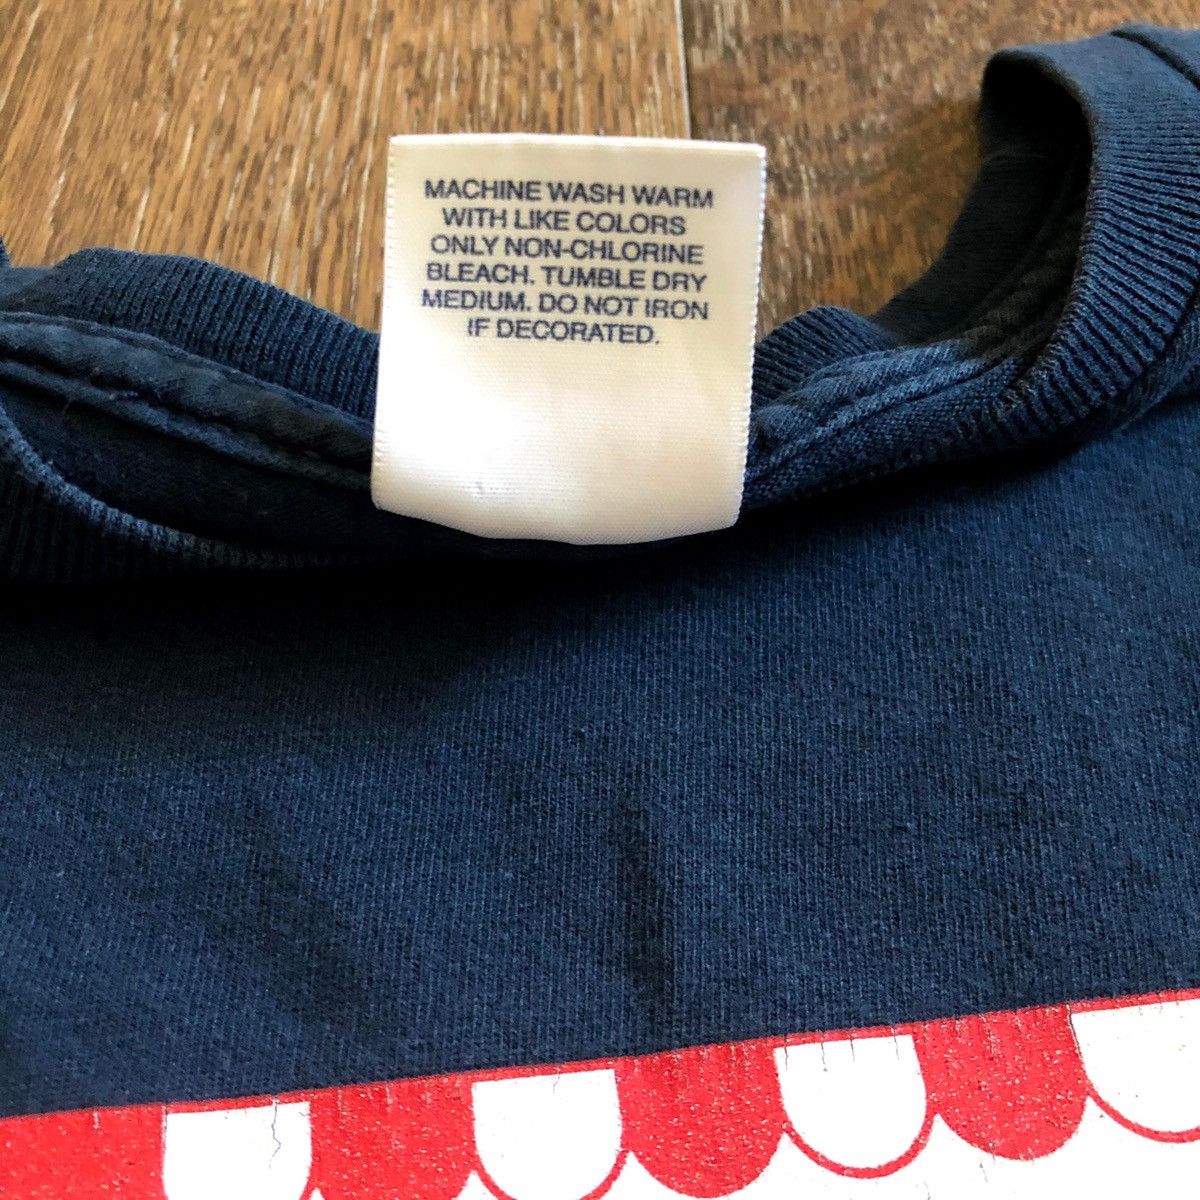 MACHINE WASH WARM
WITH LIKE COLORS
ONLY NON-CHLORINE
BLEACH. TUMBLE DRY
MEDIUM. DO NOT IRON
IF DECORATED.